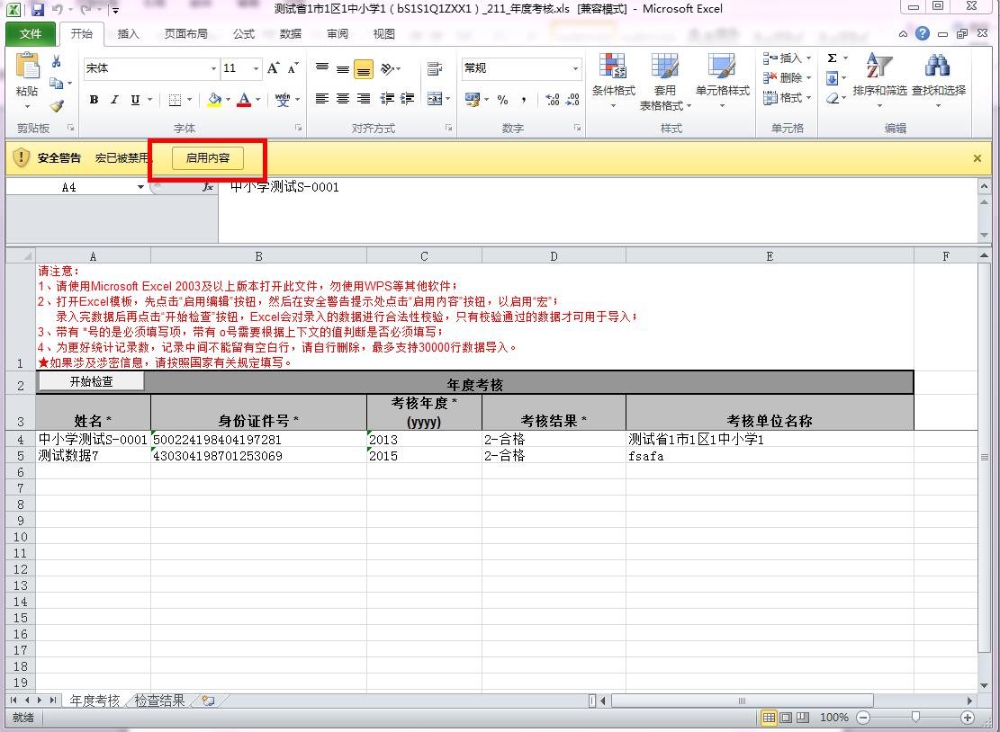 测试省1市1区1中小学1（bS1S1Q1ZXX1）_211_年度考核.xls [兼容模式] - Microsoft Excel
文件 开始 插入 页面布局 公式 数据 审阅 视图
宋体 11 常规 插入
粘贴 条件格式 套用 表格格式 单元格样式 删除 排序和筛选 查找和选择
B I U % , 格式
剪贴板 字体 对齐方式 数字 样式 单元格 编辑
安全警告 宏已被禁用。 启用内容
A4 fx 中小学测试S-0001
A B C D E F
请注意：
1、请使用Microsoft Excel 2003及以上版本打开此文件，勿使用WPS等其他软件；
2、打开Excel模板，先点击“启用编辑”按钮，然后在安全警告提示处点击“启用内容”按钮，以启用“宏”；
录入完数据后再点击“开始检查”按钮，Excel会对录入的数据进行合法性校验，只有校验通过的数据才可用于导入；
3、带有 *号的是必须填写项，带有 o号需要根据上下文的值判断是否必须填写；
4、为更好统计记录数，记录中间不能留有空白行，请自行删除，最多支持30000行数据导入。
1 ★如果涉及涉密信息，请按照国家有关规定填写。
2 开始检查 年度考核
3 姓名 * 身份证件号 * 考核年度 * (yyyy) 考核结果 * 考核单位名称
4 中小学测试S-0001 500224198404197281 2013 2-合格 测试省1市1区1中小学1
5 测试数据7 430304198701253069 2015 2-合格 fsafa
6
7
8
9
10
11
12
13
14
15
16
17
18
19
年度考核 检查结果
就绪 100%